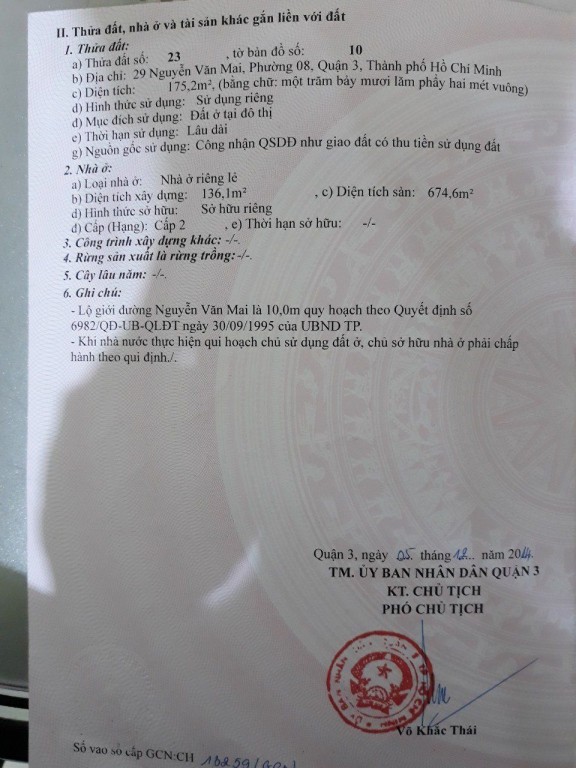 II. Thửa đất, nhà ở và tài sản khác gắn liền với đất
1. Thửa đất:
a) Thửa đất số: 23 , tờ bản đồ số: 10
b) Địa chỉ: 29 Nguyễn Văn Mai, Phường 08, Quận 3, Thành phố Hồ Chí Minh
c) Diện tích: 175,2m², (bằng chữ: một trăm bảy mươi lăm phẩy hai mét vuông)
d) Hình thức sử dụng: Sử dụng riêng
đ) Mục đích sử dụng: Đất ở tại đô thị
e) Thời hạn sử dụng: Lâu dài
g) Nguồn gốc sử dụng: Công nhận QSDĐ như giao đất có thu tiền sử dụng đất
2. Nhà ở:
a) Loại nhà ở: Nhà ở riêng lẻ
b) Diện tích xây dựng: 136,1m² , c) Diện tích sàn: 674,6m²
d) Hình thức sở hữu: Sở hữu riêng
đ) Cấp (Hạng): Cấp 2 , e) Thời hạn sở hữu: -/-
3. Công trình xây dựng khác: -/-.
4. Rừng sản xuất là rừng trồng: -/-.
5. Cây lâu năm: -/-.
6. Ghi chú:
- Lộ giới đường Nguyễn Văn Mai là 10,0m quy hoạch theo Quyết định số
6982/QĐ-UB-QLĐT ngày 30/09/1995 của UBND TP.
- Khi nhà nước thực hiện qui hoạch chủ sử dụng đất ở, chủ sở hữu nhà ở phải chấp
hành theo qui định./.
Quận 3, ngày 05 tháng 12 năm 2014
TM. ỦY BAN NHÂN DÂN QUẬN 3
KT. CHỦ TỊCH
PHÓ CHỦ TỊCH
Võ Khắc Thái
Số vào sổ cấp GCN:CH